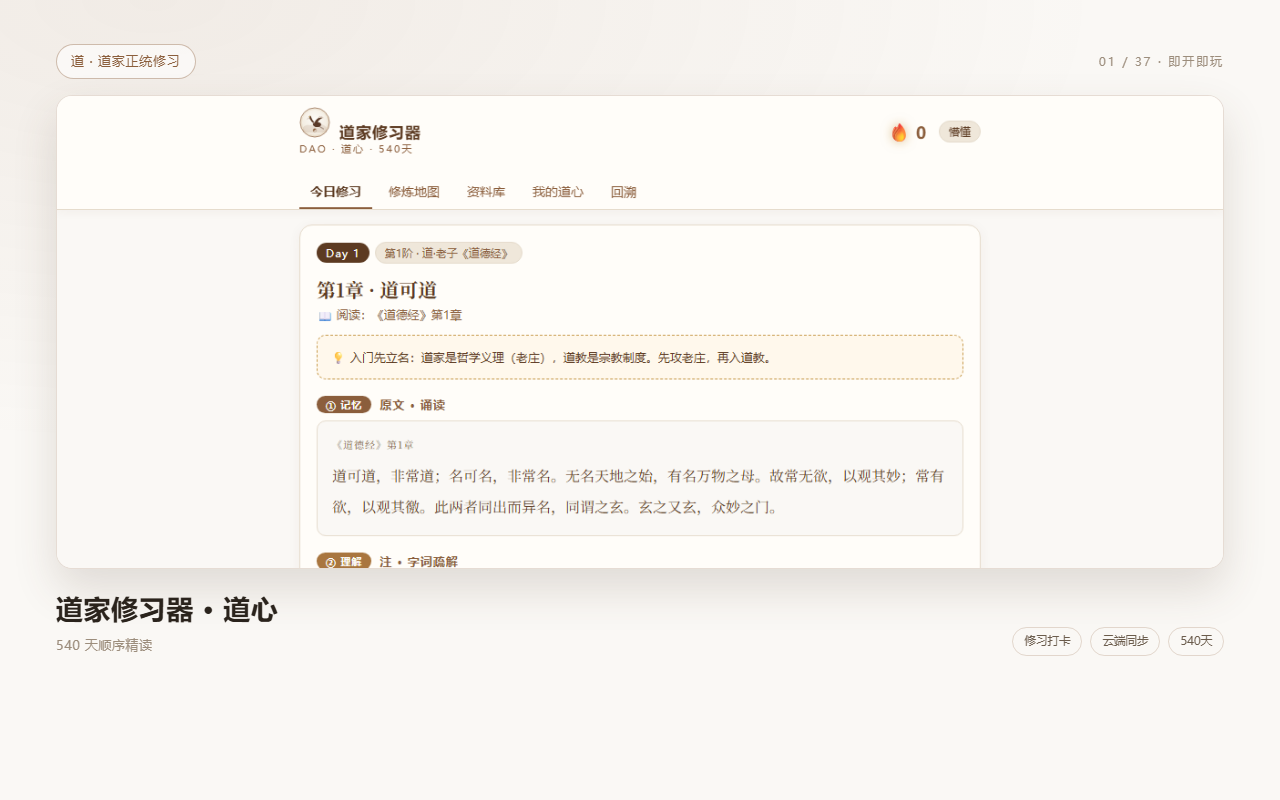 道 · 道家正统修习
01 / 37 · 即开即玩
道家修习器
DAO · 道心 · 540天
0
懵懂
今日修习
修炼地图
资料库
我的道心
回溯
Day 1
第1阶 · 道·老子《道德经》
第1章 · 道可道
阅读：《道德经》第1章
入门先立名：道家是哲学义理（老庄），道教是宗教制度。先攻老庄，再入道教。
① 记忆 原文 • 诵读
《道德经》第1章
道可道，非常道；名可名，非常名。无名天地之始，有名万物之母。故常无欲，以观其妙；常有
欲，以观其徼。此两者同出而异名，同谓之玄。玄之又玄，众妙之门。
② 理解 注 • 字词疏解
道家修习器 • 道心
540 天顺序精读
修习打卡
云端同步
540天